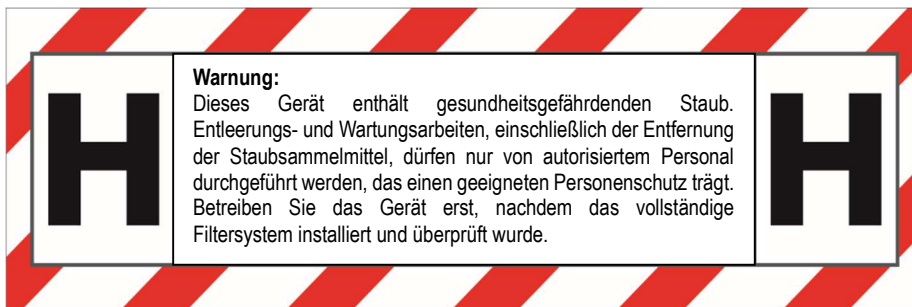 H
Warnung:
Dieses Gerät enthält gesundheitsgefährdenden Staub.
Entleerungs- und Wartungsarbeiten, einschließlich der Entfernung
der Staubsammelmittel, dürfen nur von autorisiertem Personal
durchgeführt werden, das einen geeigneten Personenschutz trägt.
Betreiben Sie das Gerät erst, nachdem das vollständige
Filtersystem installiert und überprüft wurde.
H